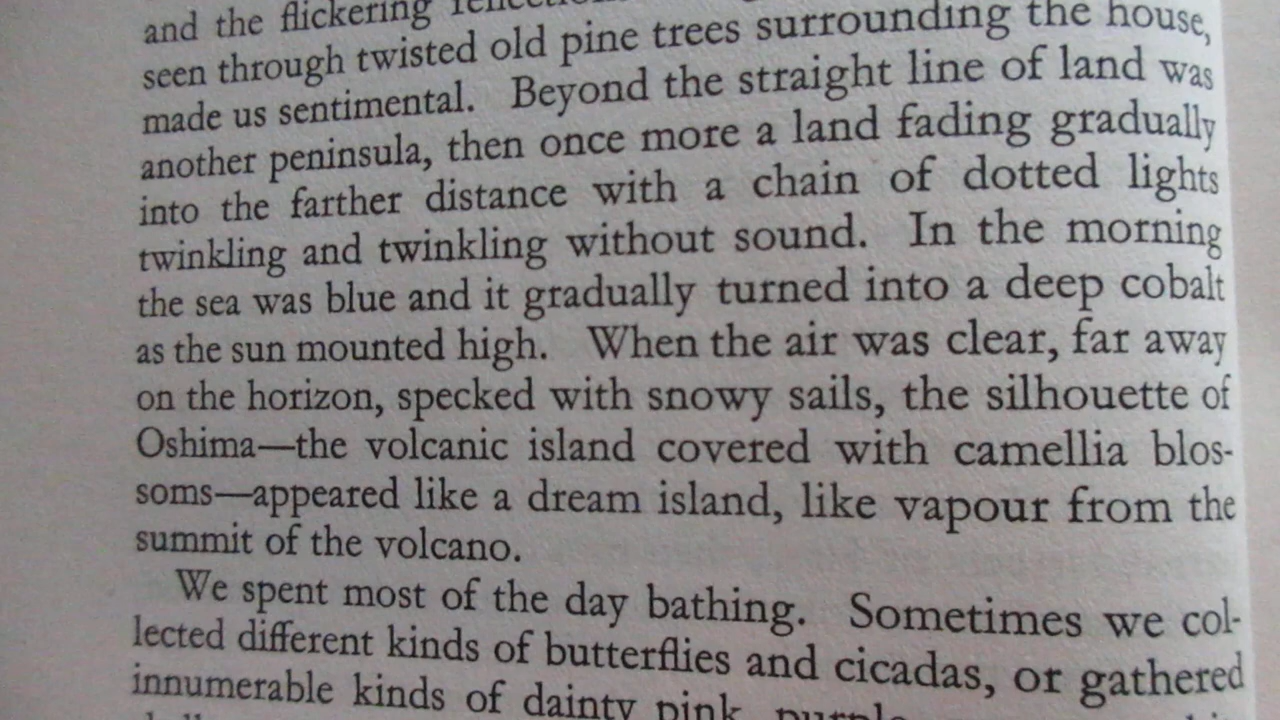 and the flickering
seen through twisted old pine trees surrounding the house,
made us sentimental. Beyond the straight line of land was
another peninsula, then once more a land fading gradually
into the farther distance with a chain of dotted lights
twinkling and twinkling without sound. In the morning
the sea was blue and it gradually turned into a deep cobalt
as the sun mounted high. When the air was clear, far away
on the horizon, specked with snowy sails, the silhouette of
Oshima—the volcanic island covered with camellia blos-
soms—appeared like a dream island, like vapour from the
summit of the volcano.
We spent most of the day bathing. Sometimes we col-
lected different kinds of butterflies and cicadas, or gathered
innumerable kinds of dainty pink, purple